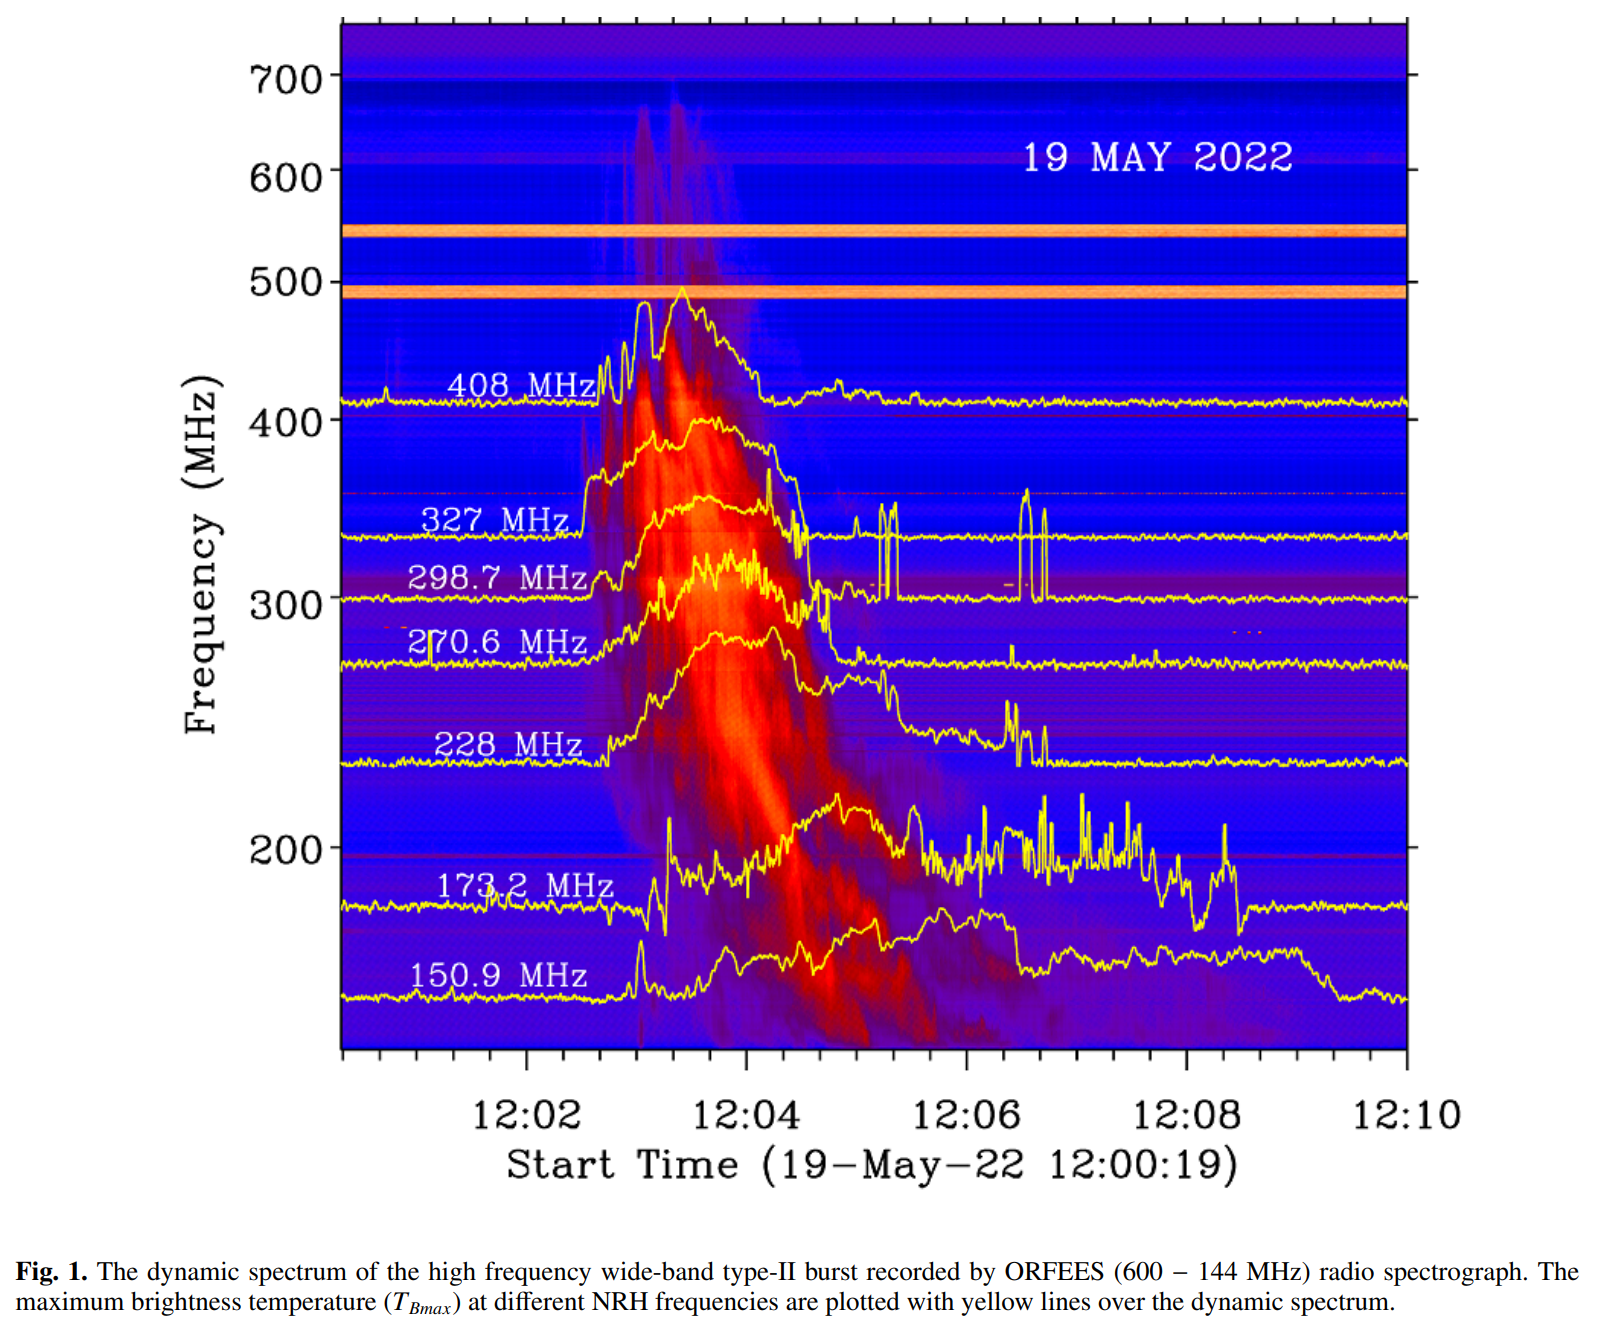 700
19 MAY 2022
600
500
408 MHz
400
327 MHz
298.7 MHz
300
270.6 MHz
228 MHz
200
173.2 MHz
150.9 MHz
Frequency (MHz)
12:02 12:04 12:06 12:08 12:10
Start Time (19-May-22 12:00:19)
Fig. 1. The dynamic spectrum of the high frequency wide-band type-II burst recorded by ORFEES (600 − 144 MHz) radio spectrograph. The
maximum brightness temperature (T_Bmax) at different NRH frequencies are plotted with yellow lines over the dynamic spectrum.